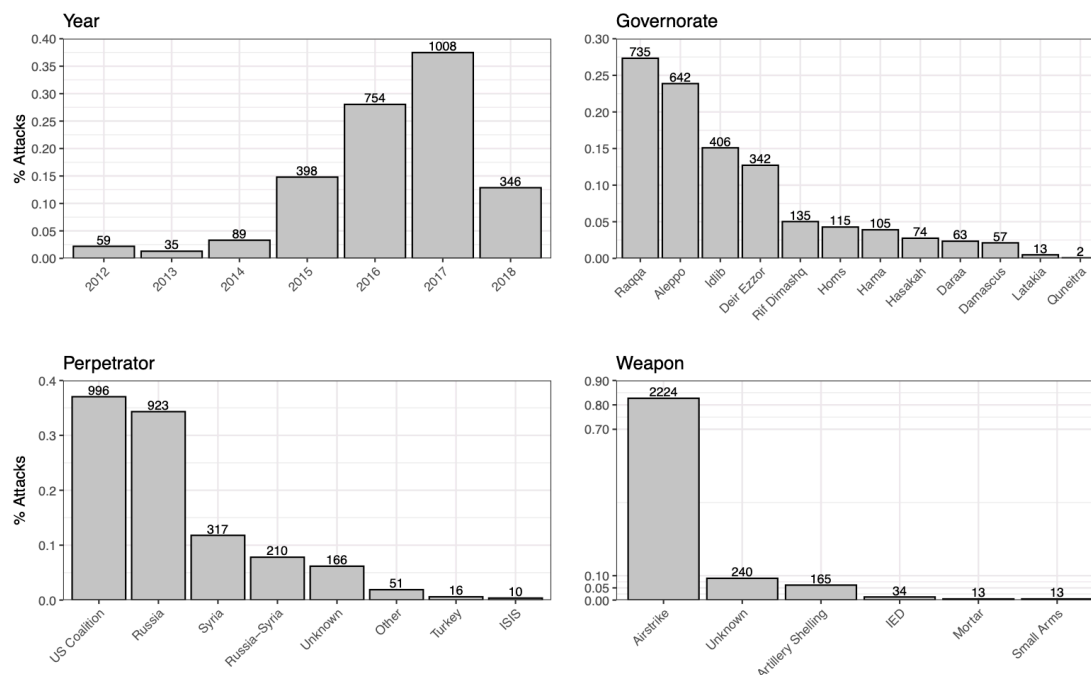 Year
% Attacks
0.40
0.35
0.30
0.25
0.20
0.15
0.10
0.05
0.00
59
35
89
398
754
1008
346
2012
2013
2014
2015
2016
2017
2018
Governorate
0.30
0.25
0.20
0.15
0.10
0.05
0.00
735
642
406
342
135
115
105
74
63
57
13
2
Raqqa
Aleppo
Idlib
Deir Ezzor
Rif Dimashq
Homs
Hama
Hasakah
Daraa
Damascus
Latakia
Quneitra
Perpetrator
% Attacks
0.4
0.3
0.2
0.1
0.0
996
923
317
210
166
51
16
10
US Coalition
Russia
Syria
Russia−Syria
Unknown
Other
Turkey
ISIS
Weapon
0.90
0.80
0.70
0.10
0.05
0.00
2224
240
165
34
13
13
Airstrike
Unknown
Artillery Shelling
IED
Mortar
Small Arms